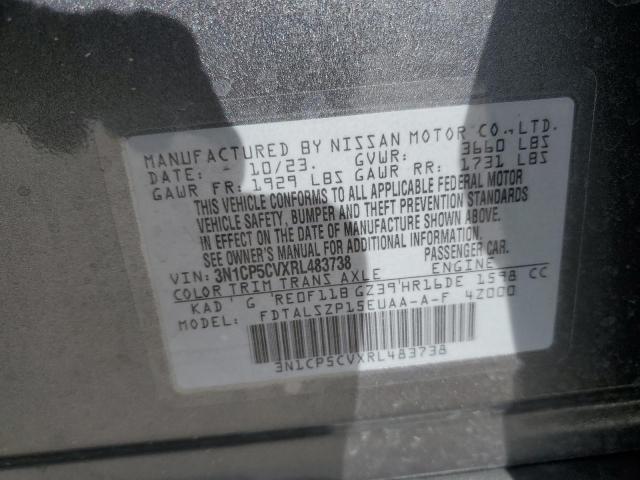 MANUFACTURED BY NISSAN MOTOR CO.,LTD.
DATE: 10/23. GVWR: 3660 LBS
GAWR FR: 1929 LBS GAWR RR: 1731 LBS
THIS VEHICLE CONFORMS TO ALL APPLICABLE FEDERAL MOTOR
VEHICLE SAFETY, BUMPER AND THEFT PREVENTION STANDARDS
IN EFFECT ON THE DATE OF MANUFACTURE SHOWN ABOVE.
SEE OWNER'S MANUAL FOR ADDITIONAL INFORMATION.
VIN: 3N1CP5CVXRL483738 PASSENGER CAR.
COLOR TRIM TRANS AXLE ENGINE
KAD G RE0F11B GZ39 HR16DE 1598 CC
MODEL: FDTALSZP15EUAA-A-F 4Z000
3N1CP5CVXRL483738